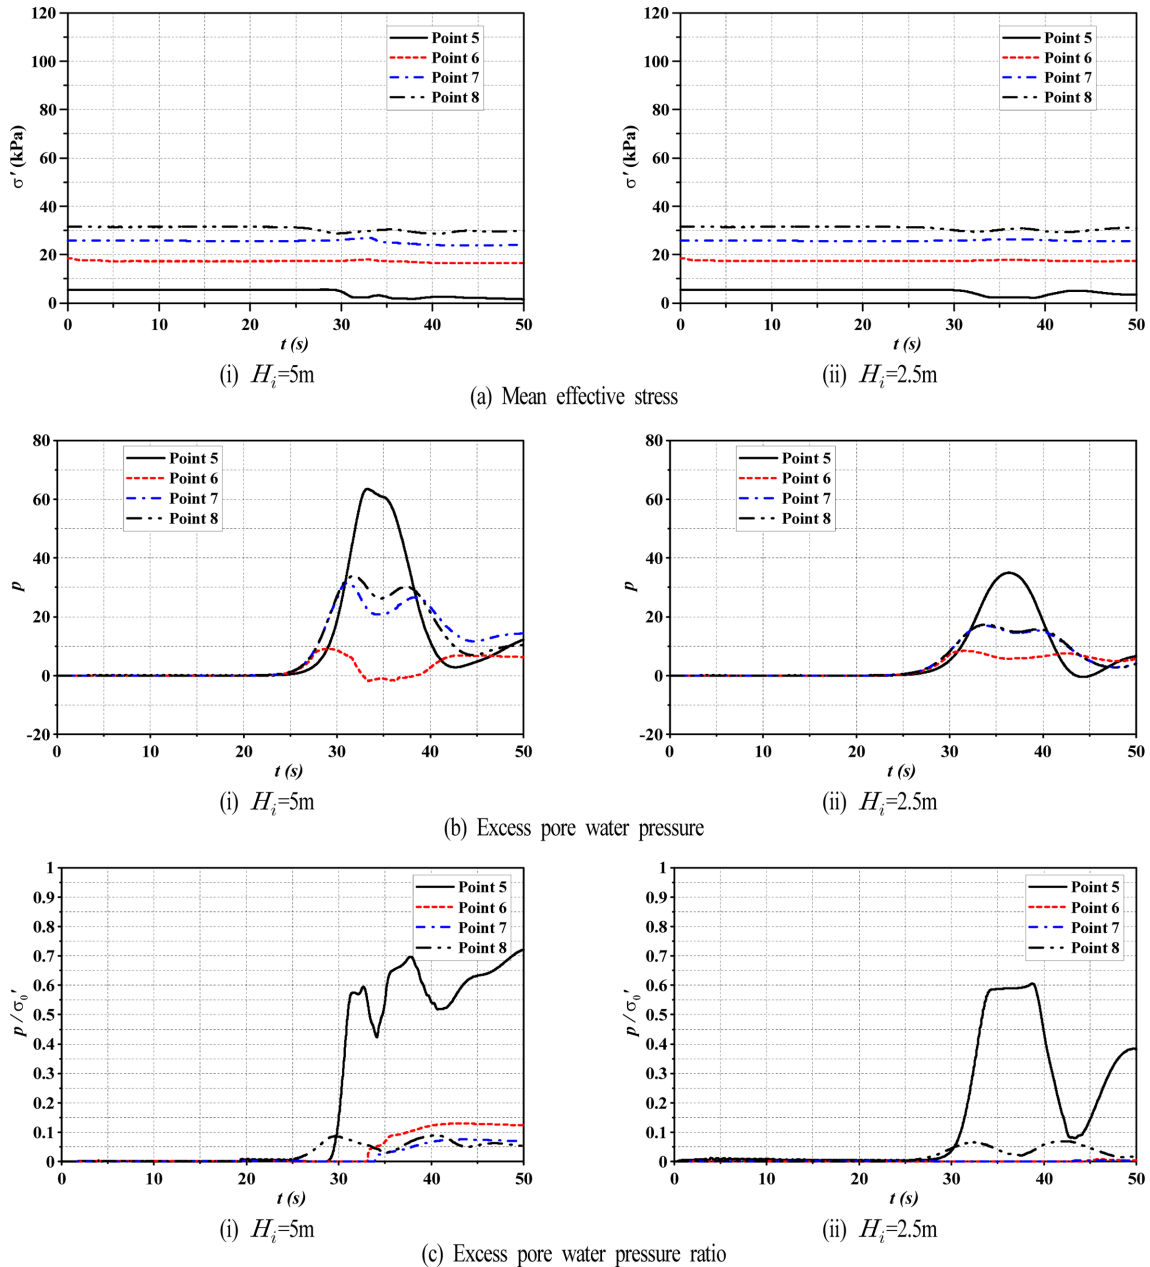 120
100
80
60
40
20
0
σ′ (kPa)
Point 5
Point 6
Point 7
Point 8
0 10 20 30 40 50
t (s)
(i) H_i=5m
120
100
80
60
40
20
0
σ′ (kPa)
Point 5
Point 6
Point 7
Point 8
0 10 20 30 40 50
t (s)
(ii) H_i=2.5m
(a) Mean effective stress
80
60
40
20
0
-20
p
Point 5
Point 6
Point 7
Point 8
0 10 20 30 40 50
t (s)
(i) H_i=5m
80
60
40
20
0
-20
p
Point 5
Point 6
Point 7
Point 8
0 10 20 30 40 50
t (s)
(ii) H_i=2.5m
(b) Excess pore water pressure
1
0.9
0.8
0.7
0.6
0.5
0.4
0.3
0.2
0.1
0
p / σ₀′
Point 5
Point 6
Point 7
Point 8
0 10 20 30 40 50
t (s)
(i) H_i=5m
1
0.9
0.8
0.7
0.6
0.5
0.4
0.3
0.2
0.1
0
p / σ₀′
Point 5
Point 6
Point 7
Point 8
0 10 20 30 40 50
t (s)
(ii) H_i=2.5m
(c) Excess pore water pressure ratio